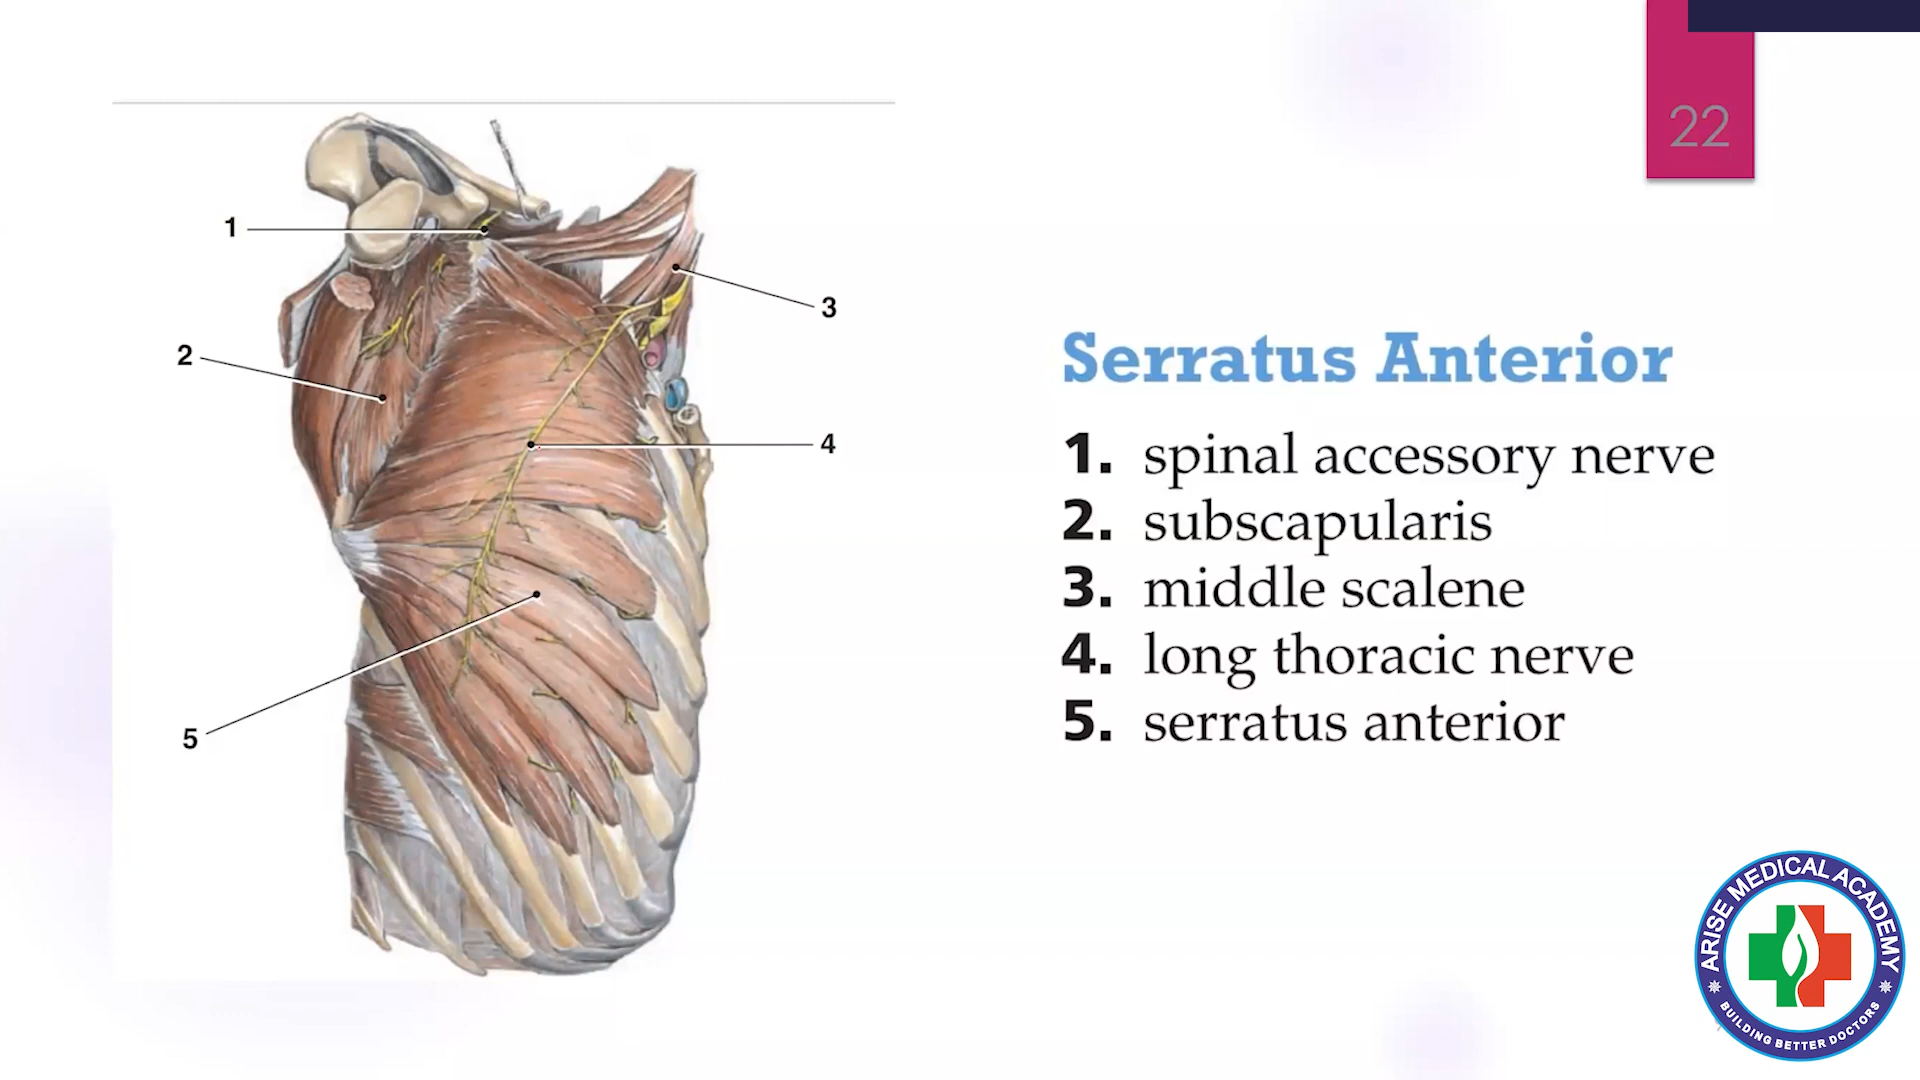 22
1
2
3
4
5
Serratus Anterior
1. spinal accessory nerve
2. subscapularis
3. middle scalene
4. long thoracic nerve
5. serratus anterior
ARISE MEDICAL ACADEMY
BUILDING BETTER DOCTORS